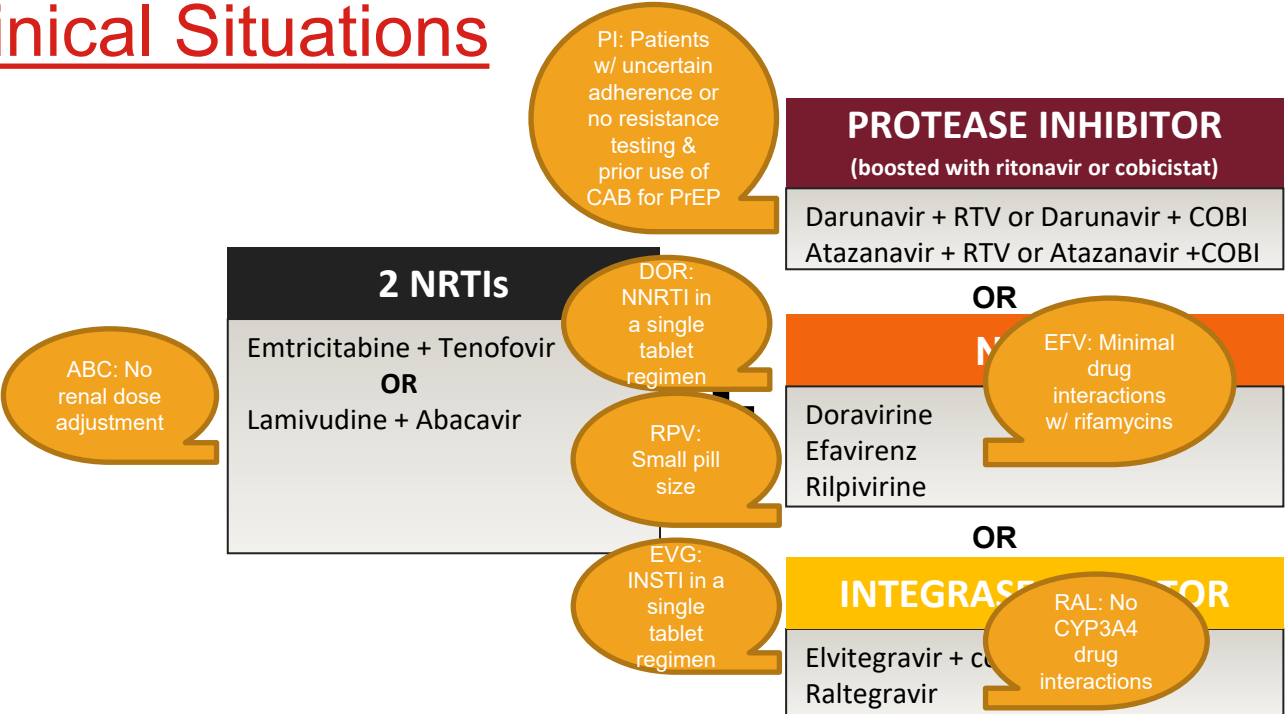 inical Situations
PI: Patients
w/ uncertain
adherence or
no resistance
testing &
prior use of
CAB for PrEP
PROTEASE INHIBITOR
(boosted with ritonavir or cobicistat)
Darunavir + RTV or Darunavir + COBI
Atazanavir + RTV or Atazanavir +COBI
2 NRTIs
Emtricitabine + Tenofovir
OR
Lamivudine + Abacavir
ABC: No
renal dose
adjustment
DOR:
NNRTI in
a single
tablet
regimen
OR
N
EFV: Minimal
drug
interactions
w/ rifamycins
Doravirine
Efavirenz
Rilpivirine
RPV:
Small pill
size
OR
EVG:
INSTI in a
single
tablet
regimen
INTEGRAS OR
RAL: No
CYP3A4
drug
interactions
Elvitegravir + c
Raltegravir